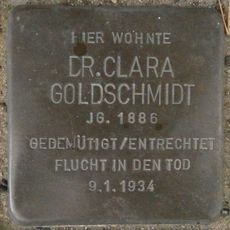 HIER WOHNTE
DR. CLARA
GOLDSCHMIDT
JG. 1886
GEDEMÜTIGT/ENTRECHTET
FLUCHT IN DEN TOD
9.1.1934